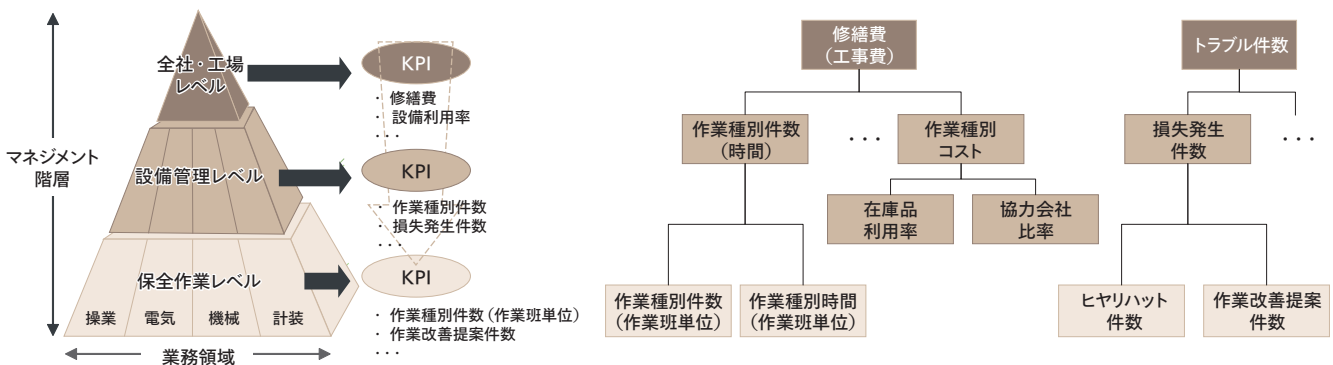 マネジメント
階層
全社・工場
レベル
設備管理レベル
保全作業レベル
操業
電気
機械
計装
業務領域
KPI
・ 修繕費
・ 設備利用率
・・・
KPI
・ 作業種別件数
・ 損失発生件数
・・・
KPI
・ 作業種別件数（作業班単位）
・ 作業改善提案件数
・・・
修繕費
（工事費）
作業種別件数
（時間）
・・・
作業種別
コスト
在庫品
利用率
協力会社
比率
作業種別件数
（作業班単位）
作業種別時間
（作業班単位）
トラブル件数
損失発生
件数
・・・
ヒヤリハット
件数
作業改善提案
件数